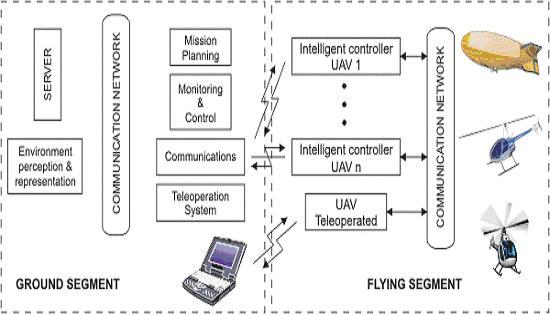 SERVER
Environment
perception &
representation
COMMUNICATION NETWORK
Mission
Planning
Monitoring
&
Control
Communications
Teleoperation
System
GROUND SEGMENT
Intelligent controller
UAV 1
Intelligent controller
UAV n
UAV
Teleoperated
COMMUNICATION NETWORK
FLYING SEGMENT